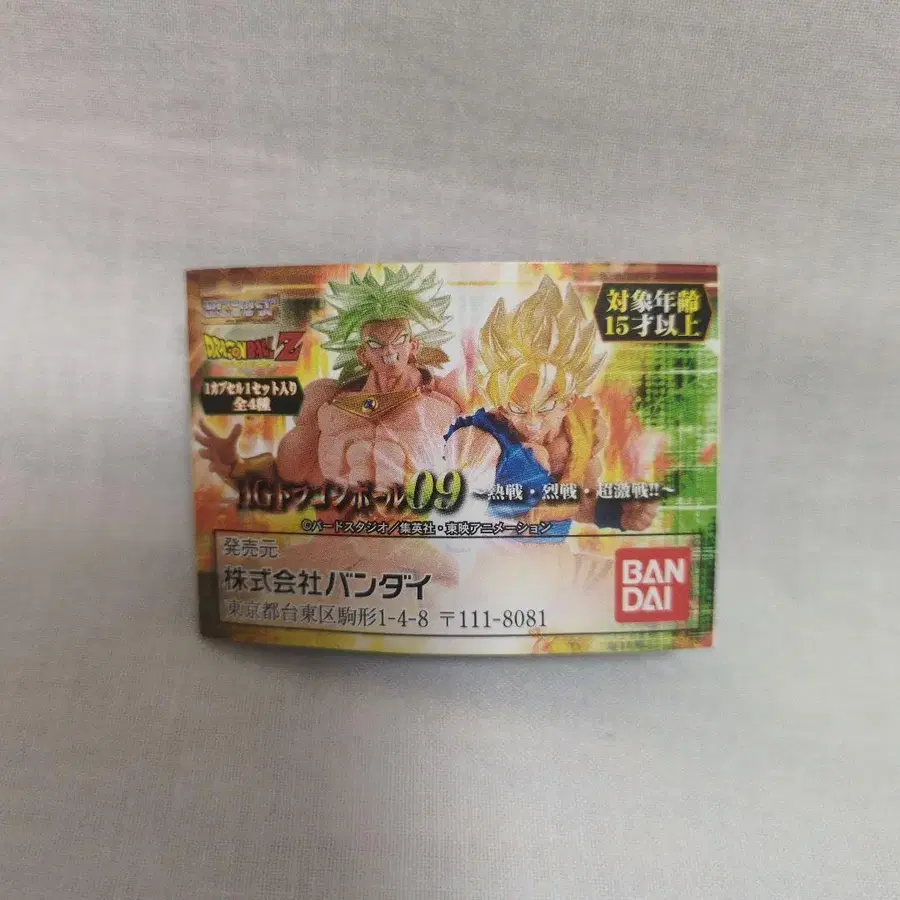 対象年齢
15才以上
DRAGON BALL Z
1カプセル1セット入り
全4種
HGドラゴンボール09 ～熱戦・烈戦・超激戦!!～
©バードスタジオ／集英社・東映アニメーション
発売元
株式会社バンダイ
東京都台東区駒形1-4-8 〒111-8081
BAN
DAI